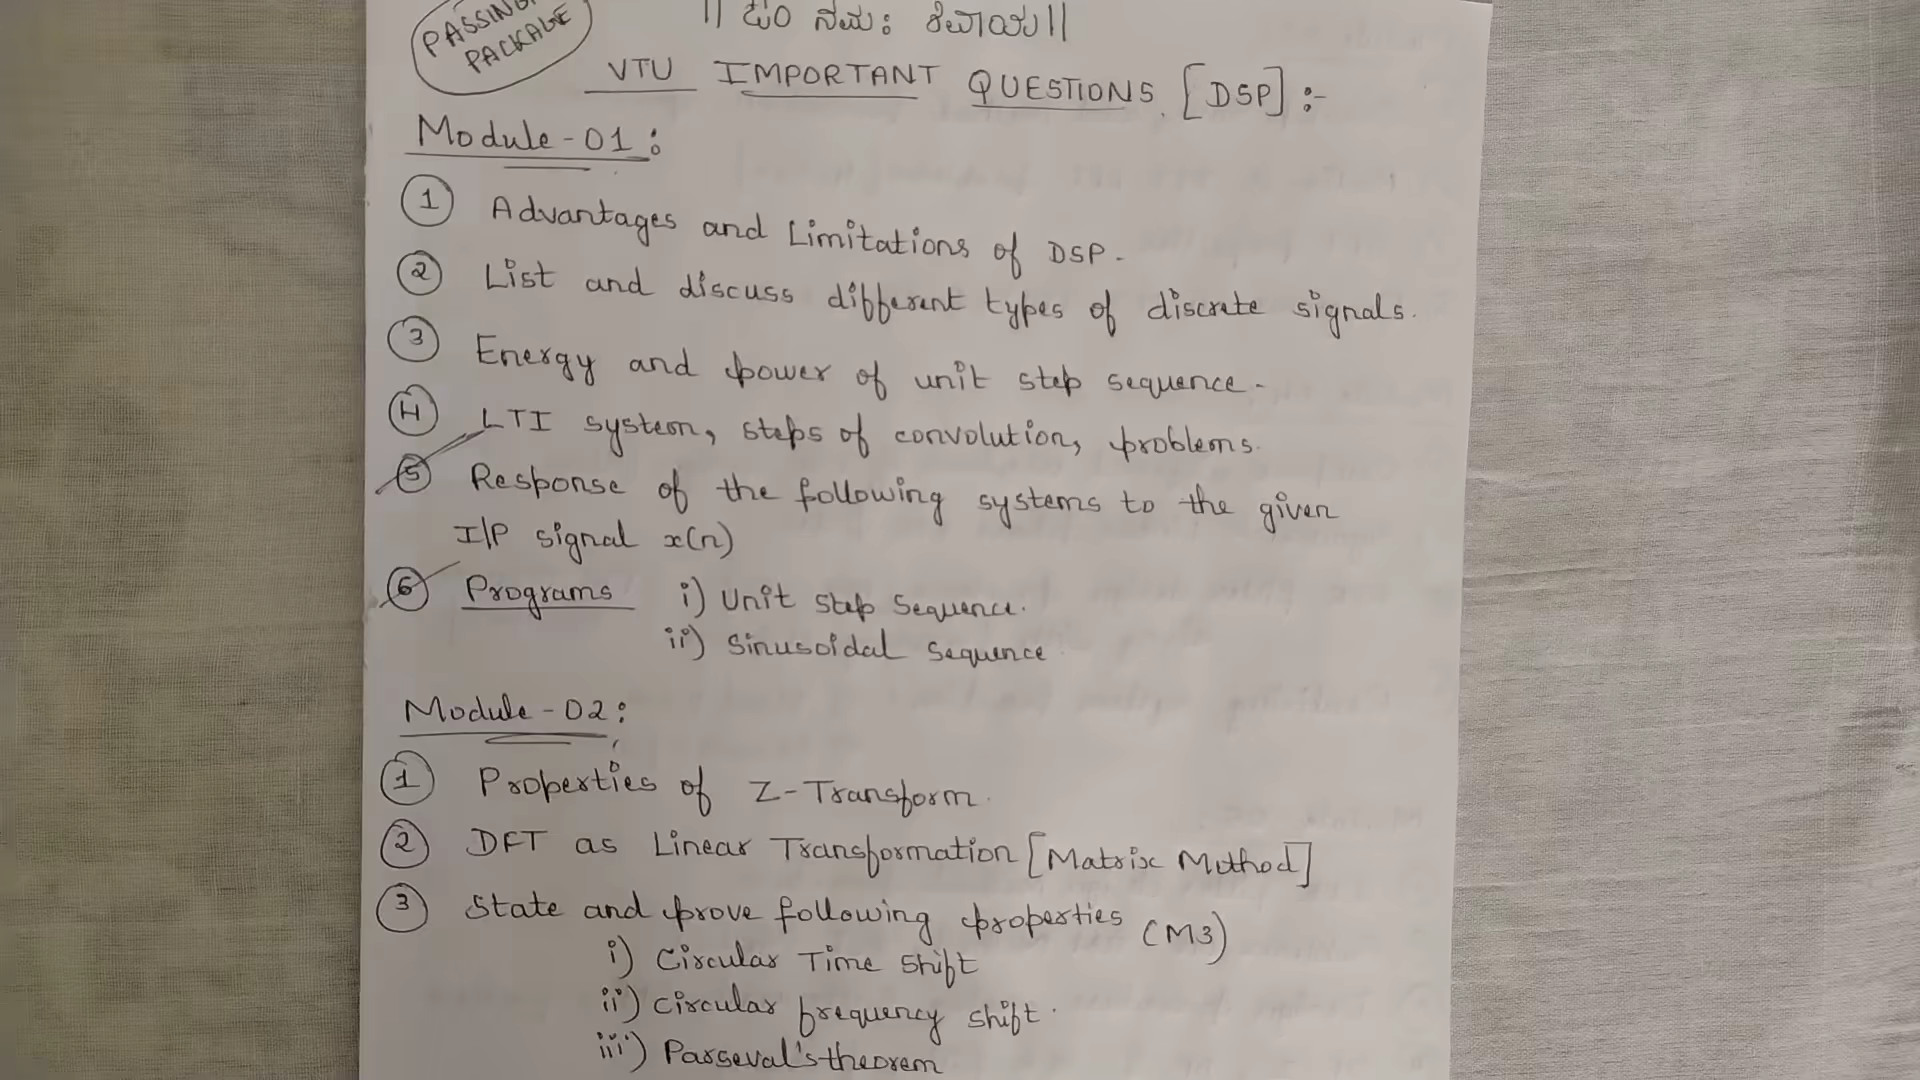 PASSING
PACKAGE
|| ಓಂ ನಮಃ ಶಿವಾಯ ||
VTU IMPORTANT QUESTIONS. [DSP] :-
Module-01:
① Advantages and Limitations of DSP.
② List and discuss different types of discrete signals.
③ Energy and power of unit step sequence.
④ LTI system, steps of convolution, problems.
⑤ Response of the following systems to the given
I/P signal x(n)
⑥ Programs i) Unit Step Sequence.
ii) Sinusoidal Sequence
Module-02:
① Properties of Z-Transform.
② DFT as Linear Transformation [Matrix Method]
③ State and prove following properties (M3)
i) Circular Time Shift
ii) Circular frequency shift.
iii) Parseval's theorem